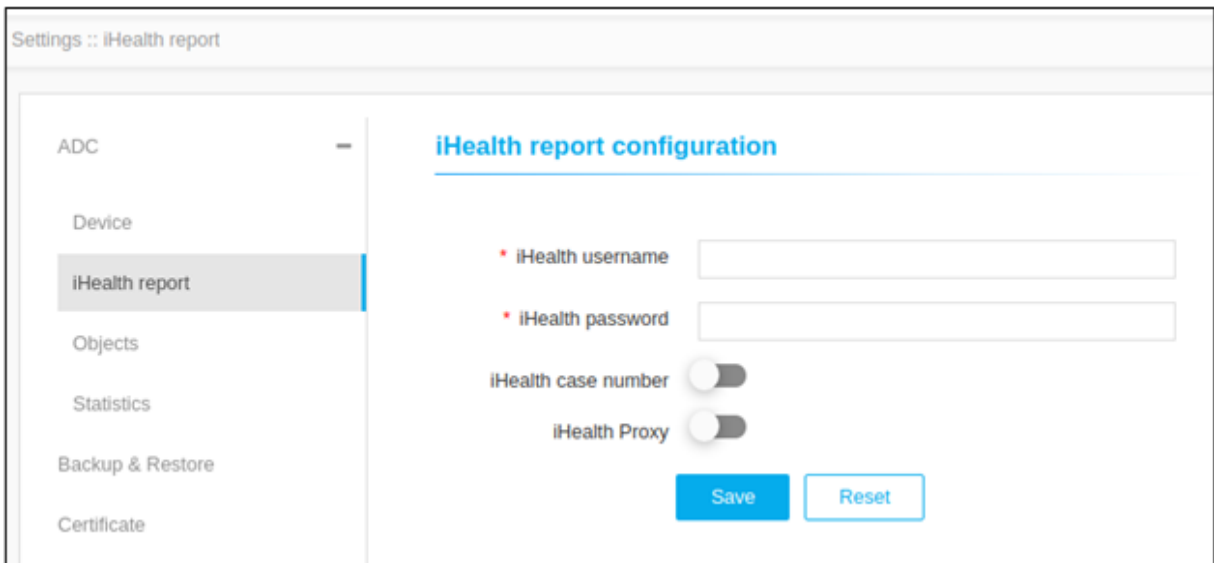 Settings :: iHealth report
ADC
Device
iHealth report
Objects
Statistics
Backup & Restore
Certificate
iHealth report configuration
* iHealth username
* iHealth password
iHealth case number
iHealth Proxy
Save Reset